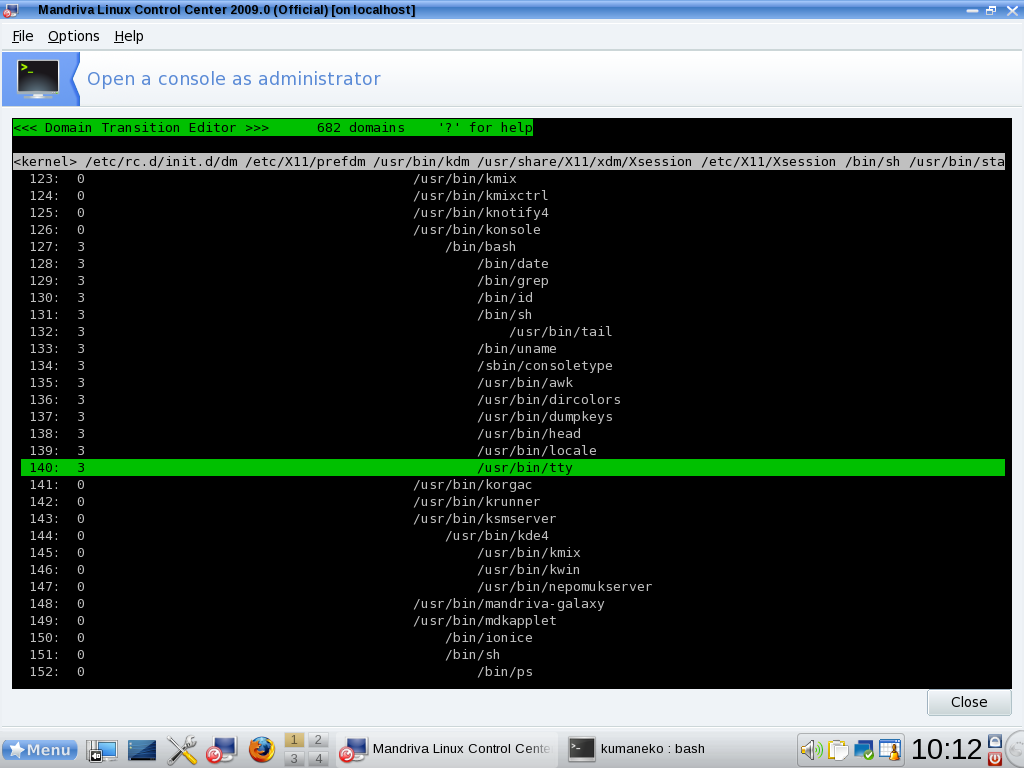 Mandriva Linux Control Center 2009.0 (Official) [on localhost]
File Options Help
Open a console as administrator
<<< Domain Transition Editor >>> 682 domains '?' for help
<kernel> /etc/rc.d/init.d/dm /etc/X11/prefdm /usr/bin/kdm /usr/share/X11/xdm/Xsession /etc/X11/Xsession /bin/sh /usr/bin/sta
123: 0 /usr/bin/kmix
124: 0 /usr/bin/kmixctrl
125: 0 /usr/bin/knotify4
126: 0 /usr/bin/konsole
127: 3 /bin/bash
128: 3 /bin/date
129: 3 /bin/grep
130: 3 /bin/id
131: 3 /bin/sh
132: 3 /usr/bin/tail
133: 3 /bin/uname
134: 3 /sbin/consoletype
135: 3 /usr/bin/awk
136: 3 /usr/bin/dircolors
137: 3 /usr/bin/dumpkeys
138: 3 /usr/bin/head
139: 3 /usr/bin/locale
140: 3 /usr/bin/tty
141: 0 /usr/bin/korgac
142: 0 /usr/bin/krunner
143: 0 /usr/bin/ksmserver
144: 0 /usr/bin/kde4
145: 0 /usr/bin/kmix
146: 0 /usr/bin/kwin
147: 0 /usr/bin/nepomukserver
148: 0 /usr/bin/mandriva-galaxy
149: 0 /usr/bin/mdkapplet
150: 0 /bin/ionice
151: 0 /bin/sh
152: 0 /bin/ps
Close
Menu 1 2 3 4 Mandriva Linux Control Cente kumaneko : bash 10:12